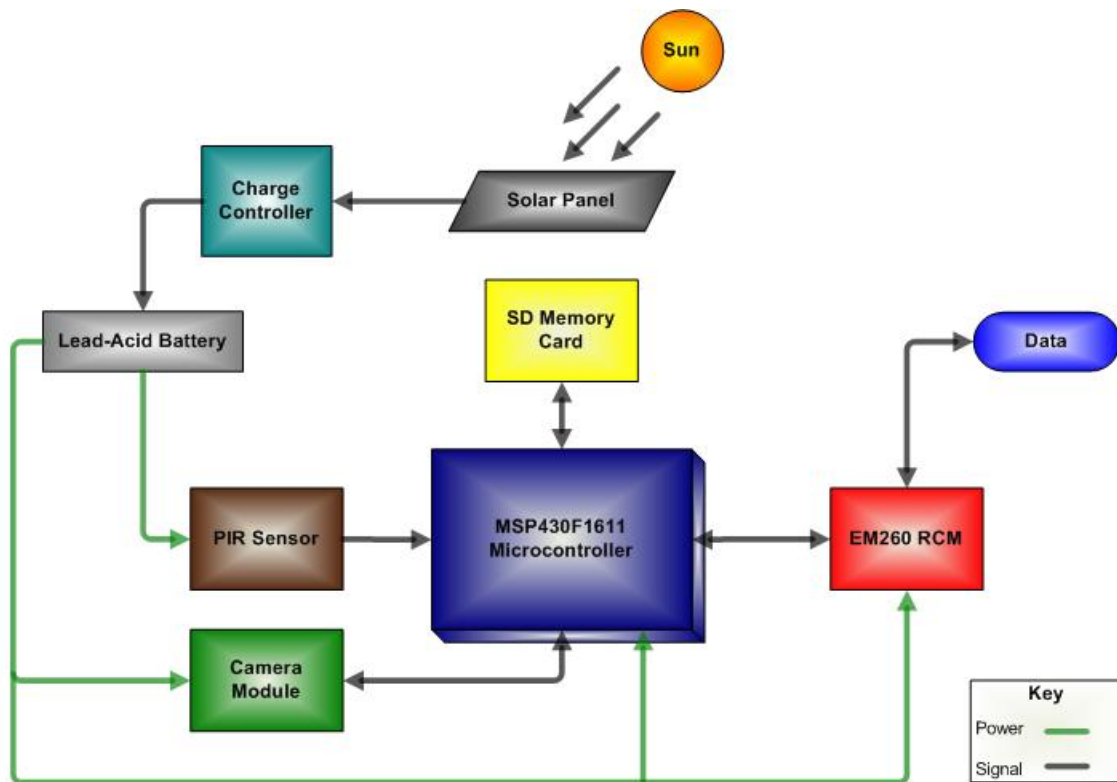 Sun
Charge
Controller
Solar Panel
SD Memory
Card
Lead-Acid Battery
Data
PIR Sensor
MSP430F1611
Microcontroller
EM260 RCM
Camera
Module
Key
Power
Signal